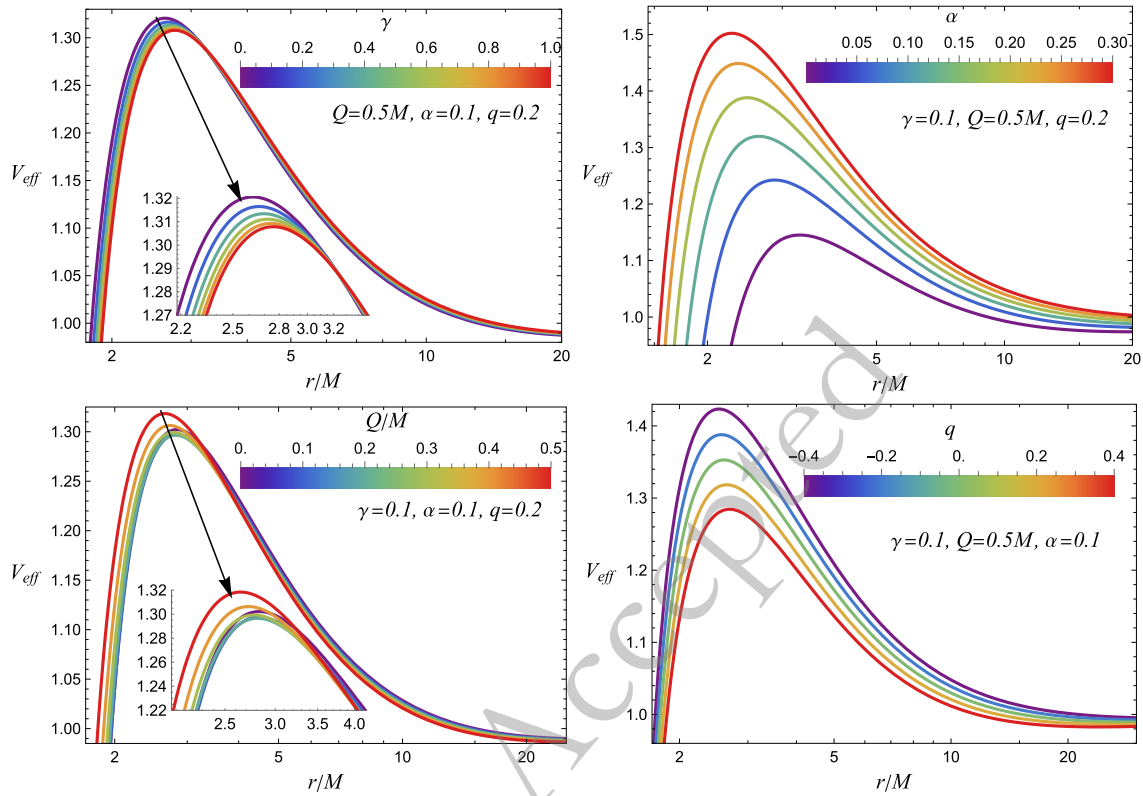 γ
0. 0.2 0.4 0.6 0.8 1.0
Q=0.5M, α=0.1, q=0.2
1.30
1.25
1.20
1.15
1.10
1.05
1.00
V_eff
1.32
1.31
1.30
1.29
1.28
1.27
2.2 2.5 2.8 3.0 3.2
2 5 10 20
r/M
α
0.05 0.10 0.15 0.20 0.25 0.30
γ=0.1, Q=0.5M, q=0.2
1.5
1.4
1.3
1.2
1.1
1.0
V_eff
2 5 10 20
r/M
Q/M
0. 0.1 0.2 0.3 0.4 0.5
γ=0.1, α=0.1, q=0.2
1.30
1.25
1.20
1.15
1.10
1.05
1.00
V_eff
1.32
1.30
1.28
1.26
1.24
1.22
2.5 3.0 3.5 4.0
2 5 10 20
r/M
q
−0.4 −0.2 0.0 0.2 0.4
γ=0.1, Q=0.5M, α=0.1
1.4
1.3
1.2
1.1
1.0
V_eff
2 5 10 20
r/M
Accepted